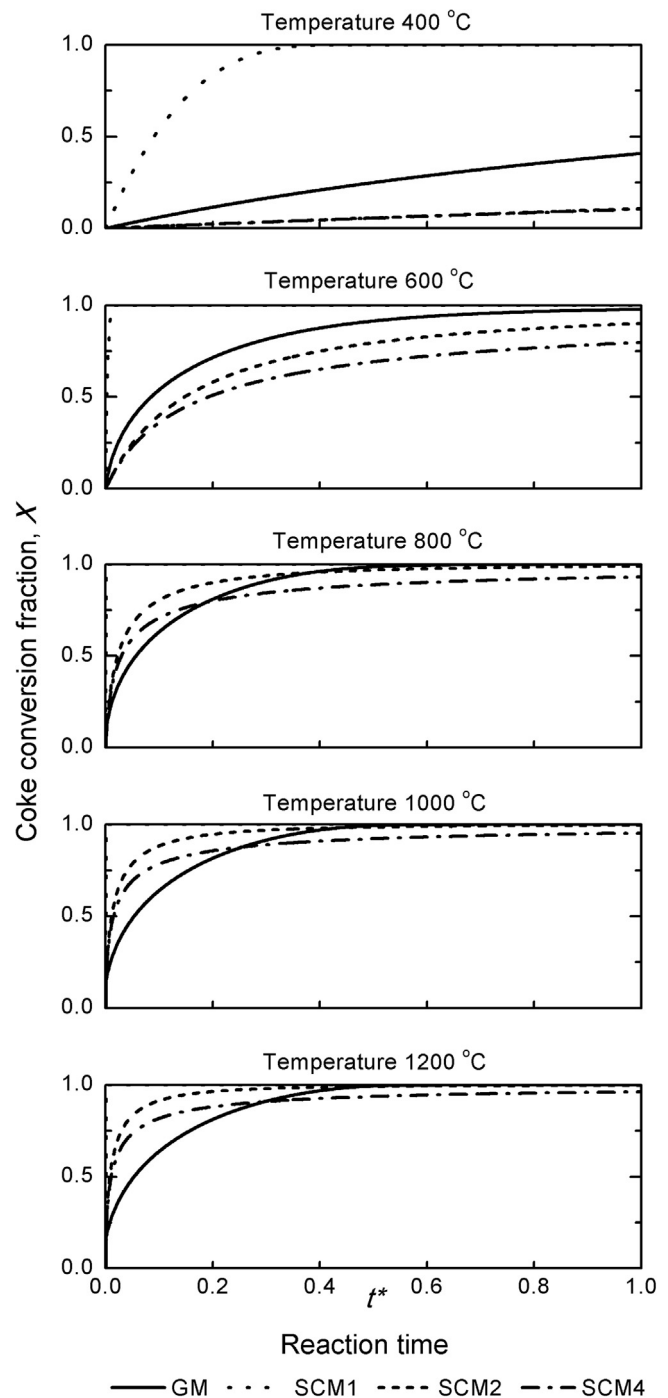 Temperature 400 °C
1.0
0.5
0.0
Temperature 600 °C
1.0
0.5
0.0
Temperature 800 °C
1.0
0.5
0.0
Temperature 1000 °C
1.0
0.5
0.0
Temperature 1200 °C
1.0
0.5
0.0
Coke conversion fraction, X
0.0 0.2 0.4 0.6 0.8 1.0
t*
Reaction time
GM SCM1 SCM2 SCM4